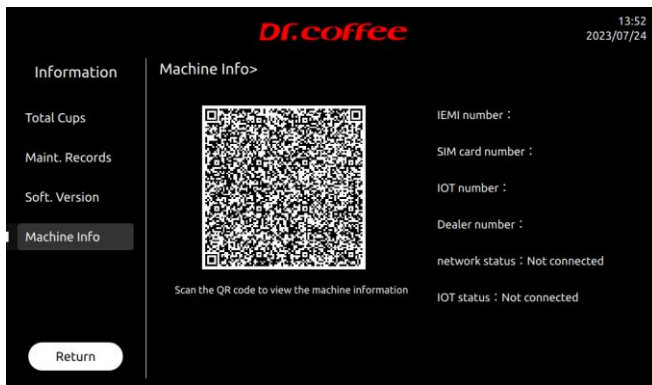 Dr.coffee
13:52
2023/07/24
Information
Total Cups
Maint. Records
Soft. Version
Machine Info
Return
Machine Info>
Scan the QR code to view the machine information
IEMI number：
SIM card number：
IOT number：
Dealer number：
network status：Not connected
IOT status：Not connected